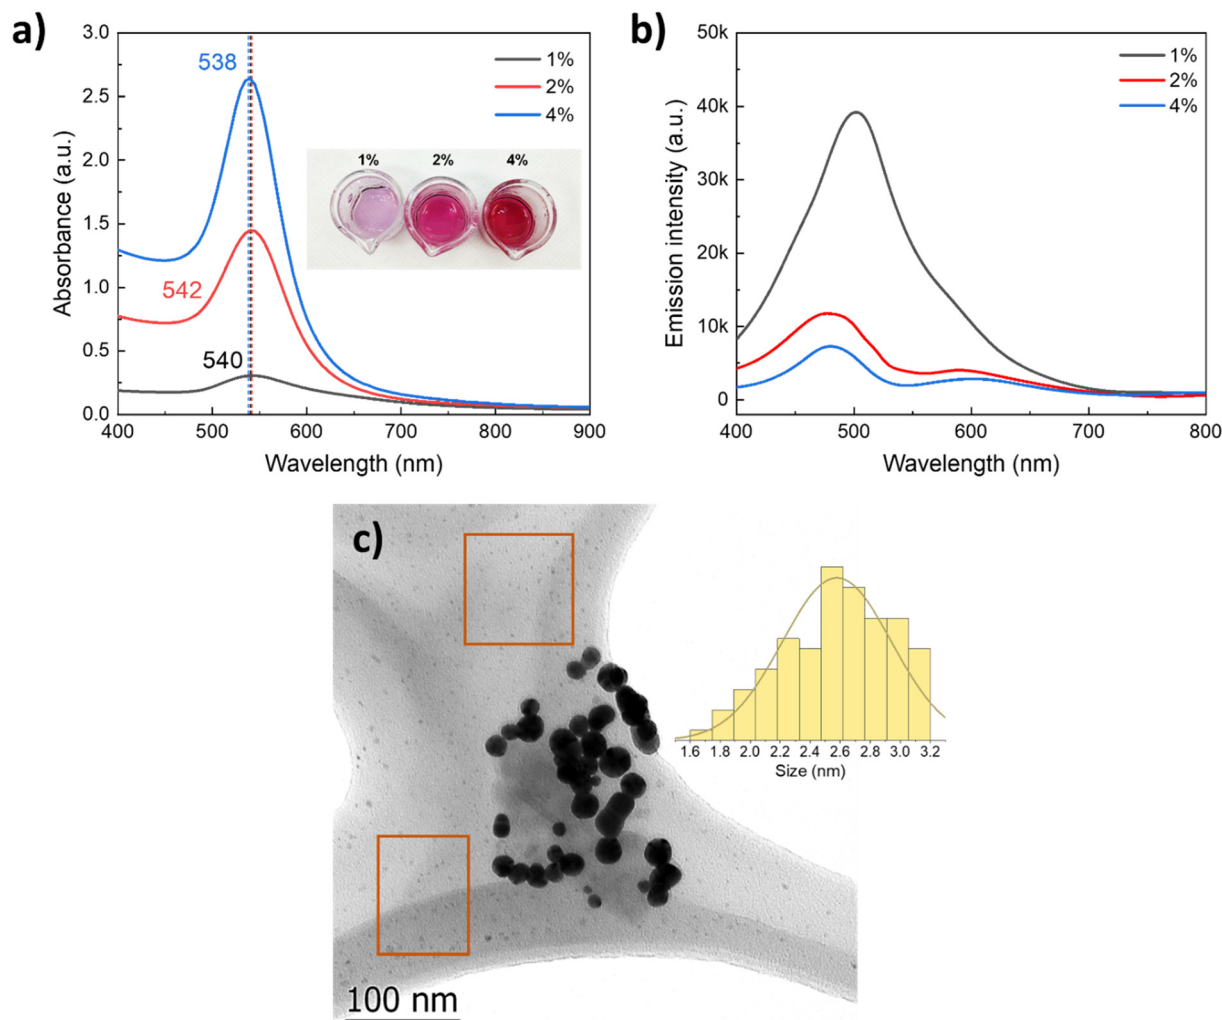 a)
3.0
2.5
2.0
1.5
1.0
0.5
0.0
Absorbance (a.u.)
400 500 600 700 800 900
Wavelength (nm)
538
542
540
1%
2%
4%
1% 2% 4%
b)
50k
40k
30k
20k
10k
0
Emission intensity (a.u.)
400 500 600 700 800
Wavelength (nm)
1%
2%
4%
c)
100 nm
1.6 1.8 2.0 2.2 2.4 2.6 2.8 3.0 3.2
Size (nm)